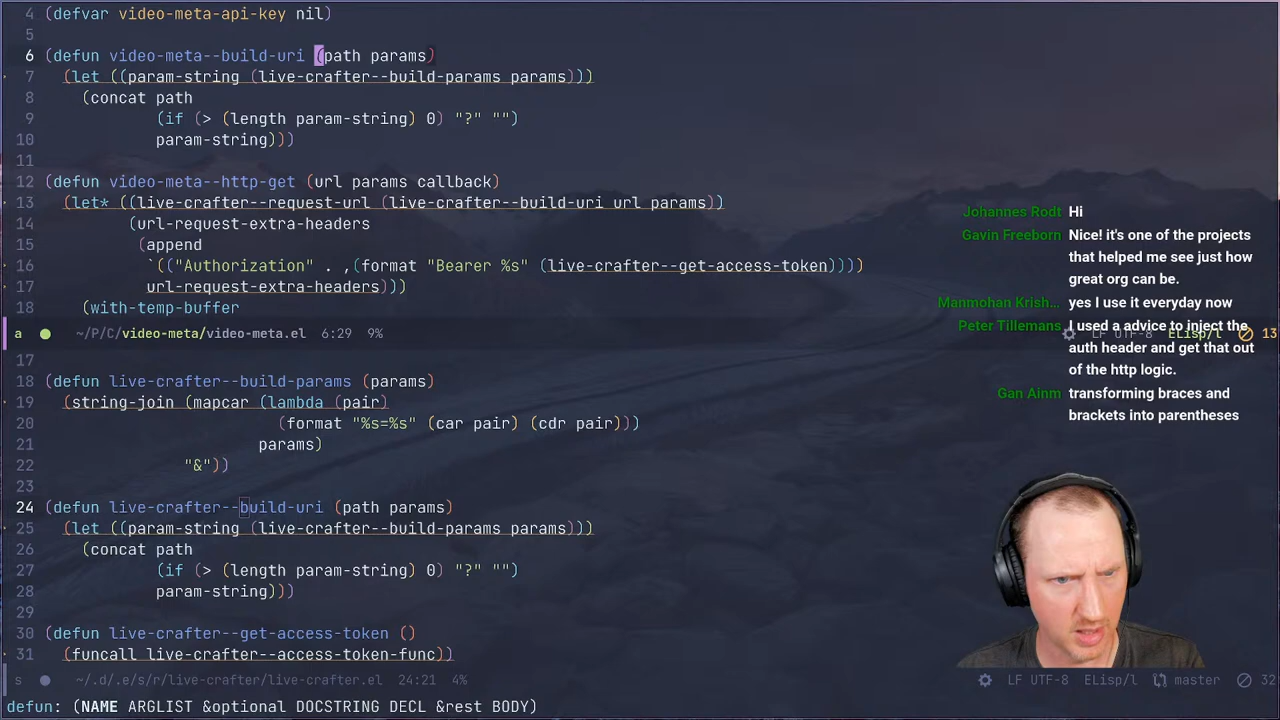 4 (defvar video-meta-api-key nil)
5
6 (defun video-meta--build-uri (path params)
7 (let ((param-string (live-crafter--build-params params)))
8 (concat path
9 (if (> (length param-string) 0) "?" "")
10 param-string)))
11
12 (defun video-meta--http-get (url params callback)
13 (let* ((live-crafter--request-url (live-crafter--build-uri url params))
14 (url-request-extra-headers
15 (append
16 `(("Authorization" . ,(format "Bearer %s" (live-crafter--get-access-token))))
17 url-request-extra-headers)))
18 (with-temp-buffer
a ~/P/C/video-meta/video-meta.el 6:29 9% LF UTF-8 ELisp/l 13
17
18 (defun live-crafter--build-params (params)
19 (string-join (mapcar (lambda (pair)
20 (format "%s=%s" (car pair) (cdr pair)))
21 params)
22 "&"))
23
24 (defun live-crafter--build-uri (path params)
25 (let ((param-string (live-crafter--build-params params)))
26 (concat path
27 (if (> (length param-string) 0) "?" "")
28 param-string)))
29
30 (defun live-crafter--get-access-token ()
31 (funcall live-crafter--access-token-func))
s ~/.d/.e/s/r/live-crafter/live-crafter.el 24:21 4% LF UTF-8 ELisp/l master 32
defun: (NAME ARGLIST &optional DOCSTRING DECL &rest BODY)
Johannes Rodt Hi
Gavin Freeborn Nice! it's one of the projects
that helped me see just how
great org can be.
Manmohan Krish… yes I use it everyday now
Peter Tillemans I used a advice to inject the
auth header and get that out
of the http logic.
Gan Ainm transforming braces and
brackets into parentheses